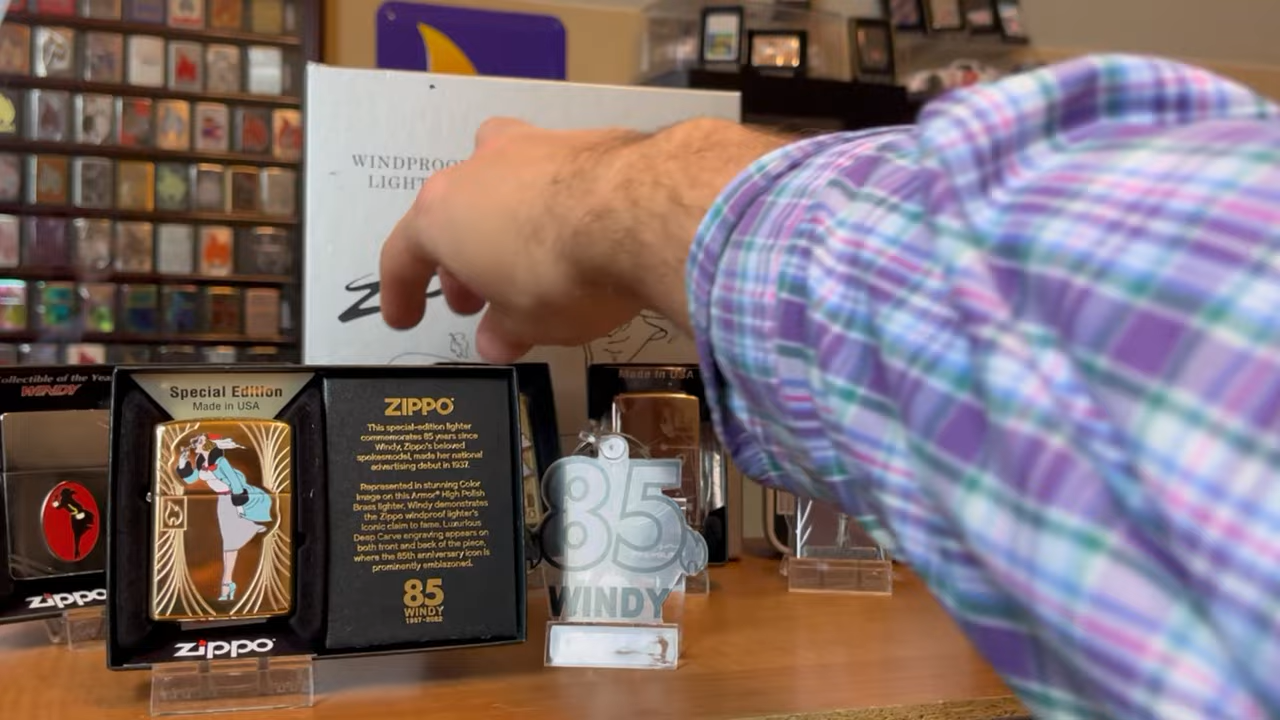 WINDPROO
LIGHT
Z
ollectible of the Yea
WINDY
zippo
Special Edition
Made in USA
zippo
ZIPPO
This special-edition lighter
commemorates 85 years since
Windy, Zippo's beloved
spokesmodel, made her national
advertising debut in 1937.
Represented in stunning Color
Image on this Armor® High Polish
Brass lighter, Windy demonstrates
the Zippo windproof lighter's
iconic claim to fame. Luxurious
Deep Carve engraving appears on
both front and back of the piece,
where the 85th anniversary icon is
prominently emblazoned.
85
WINDY
1937-2022
Made in USA
85
WINDY